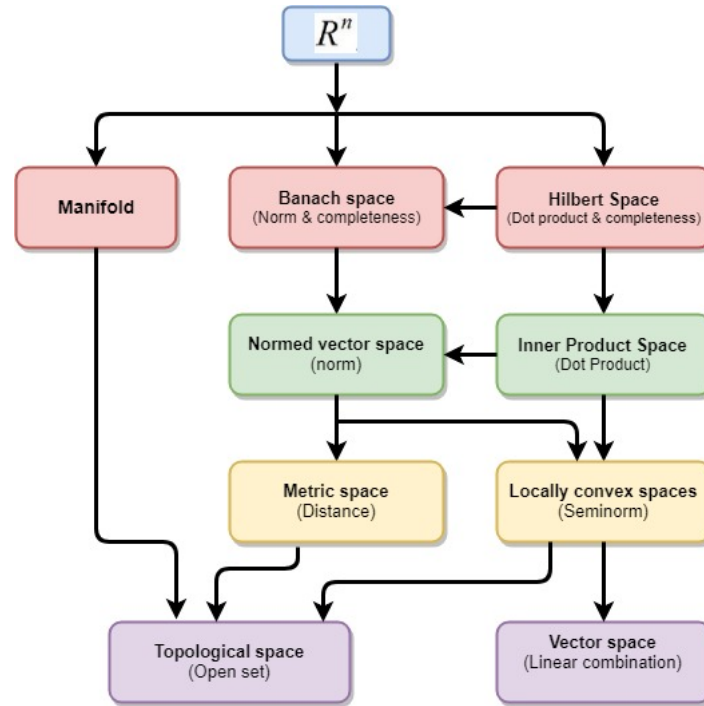 Rⁿ
Manifold
Banach space
(Norm & completeness)
Hilbert Space
(Dot product & completeness)
Normed vector space
(norm)
Inner Product Space
(Dot Product)
Metric space
(Distance)
Locally convex spaces
(Seminorm)
Topological space
(Open set)
Vector space
(Linear combination)